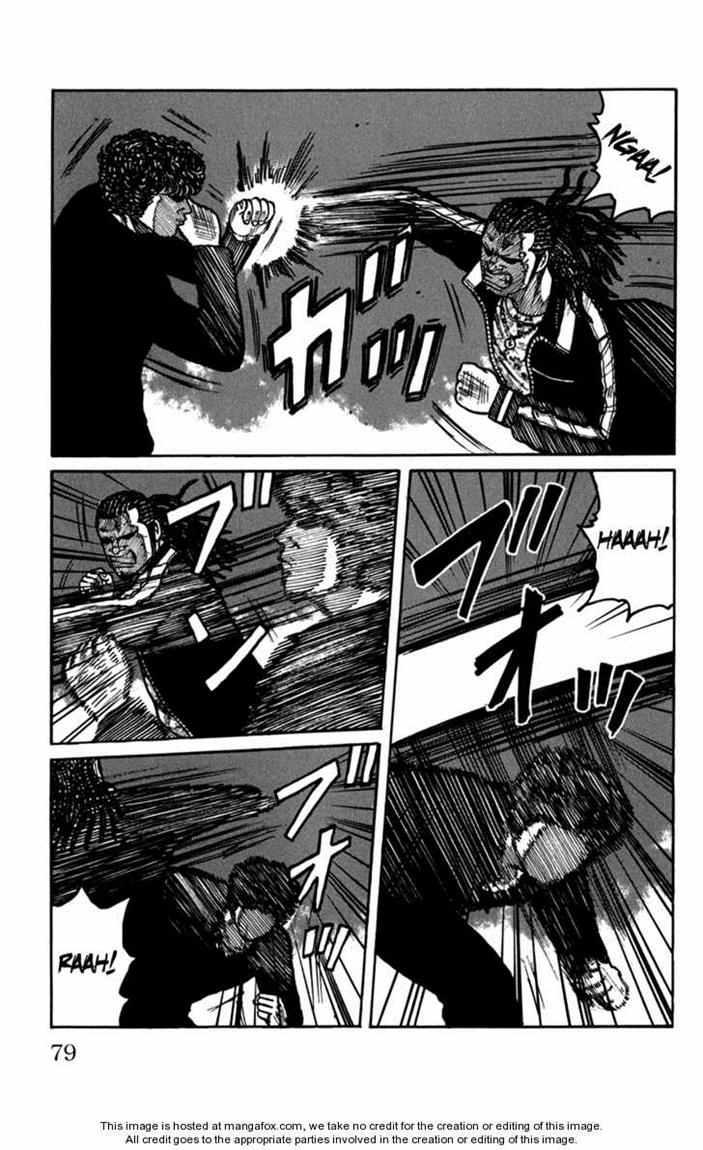 NGAA!
ガッ
HAAAH!
ブオッ
ブン
ブオッ
RAAH!
79
This image is hosted at mangafox.com, we take no credit for the creation or editing of this image.
All credit goes to the appropriate parties involved in the creation or editing of this image.